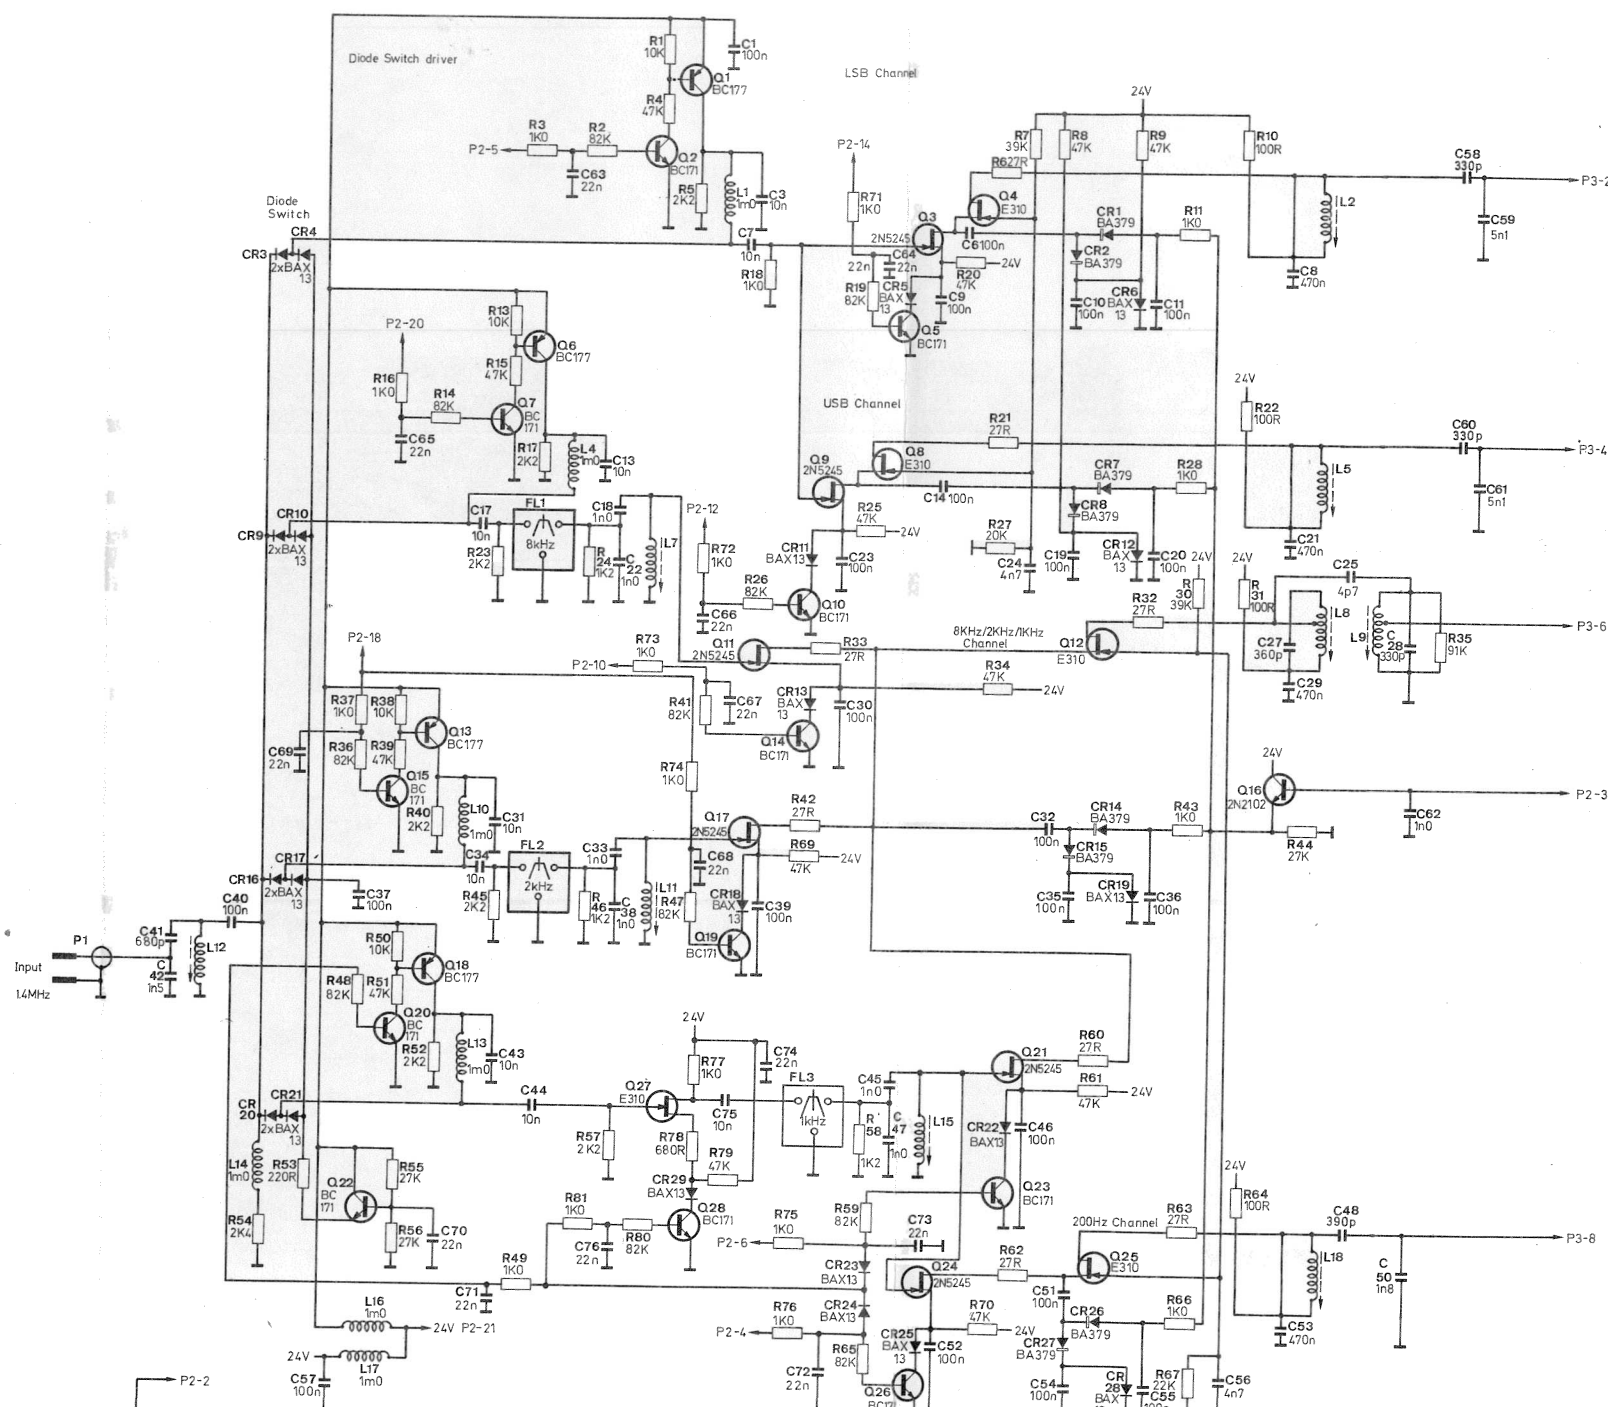 Diode Switch driver
R1
10K
C1
100n
Q1
BC177
R4
47K
R3
1K0
R2
82K
P2-5
Q2
BC171
C63
22n
R5
2K2
L1
1m0
C3
10n
LSB Channel
P2-14
R71
1K0
24V
R7
39K
R8
47K
R9
47K
R10
100R
R627R
C58
330p
P3-2
Q4
E310
Q3
2N5245
C6100n
CR1
BA379
R11
1K0
L2
C59
5n1
Diode
Switch
CR4
CR3
2xBAX
13
C7
10n
R18
1K0
22n
C64
22n
R20
47K
24V
CR2
BA379
R19
82K
CR5
BAX
13
C9
100n
Q5
BC171
C10
100n
CR6
BAX
13
C11
100n
C8
470n
R13
10K
P2-20
Q6
BC177
R15
47K
R16
1K0
R14
82K
Q7
BC
171
C65
22n
R17
2K2
L4
1m0
C13
10n
USB Channel
R21
27R
24V
R22
100R
C60
330p
P3-4
Q9
2N5245
Q8
E310
C14 100n
CR7
BA379
R28
1K0
L5
C61
5n1
CR8
BA379
CR10
CR9
2xBAX
13
C17
10n
FL1
8kHz
C18
1n0
R23
2K2
R
24
1K2
C
22
1n0
L7
P2-12
R72
1K0
R25
47K
24V
CR11
BAX13
C23
100n
R26
82K
Q10
BC171
C66
22n
R27
20K
C24
4n7
C19
100n
CR12
BAX
13
C20
100n
24V
R
30
39K
24V
R
31
100R
C21
470n
C25
4p7
P2-18
R73
1K0
P2-10
Q11
2N5245
R33
27R
8KHz/2KHz/1KHz
Channel
Q12
E310
R32
27R
C27
360p
L8
L9
C
28
330p
R35
91K
P3-6
C29
470n
R34
47K
24V
R37
1K0
R38
10K
Q13
BC177
C69
22n
R36
82K
R39
47K
Q15
BC
171
R40
2K2
L10
1m0
C31
10n
R41
82K
C67
22n
CR13
BAX
13
C30
100n
Q14
BC171
R74
1K0
24V
Q16
2N2102
P2-3
C62
1n0
R44
27K
R42
27R
Q17
2N5245
R69
47K
24V
C32
100n
CR14
BA379
R43
1K0
CR15
BA379
C35
100n
CR19
BAX13
C36
100n
CR17
CR16
2xBAX
13
C37
100n
C34
10n
FL2
2kHz
C33
1n0
R45
2K2
R
46
1K2
C
38
1n0
L11
C68
22n
R47
82K
CR18
BAX
13
C39
100n
Q19
BC171
C40
100n
C41
680p
P1
Input
1.4MHz
C
42
1n5
L12
R50
10K
Q18
BC177
R48
82K
R51
47K
Q20
BC
171
R52
2K2
L13
1m0
C43
10n
24V
R77
1K0
C74
22n
C44
10n
Q27
E310
C75
10n
FL3
1kHz
C45
1n0
Q21
2N5245
R60
27R
R61
47K
24V
CR
20
CR21
2xBAX
13
R57
2K2
R78
680R
R79
47K
R
58
1K2
C
47
1n0
L15
CR22
BAX13
C46
100n
Q23
BC171
L14
1m0
R53
220R
Q22
BC
171
R55
27K
R54
2K4
R56
27K
C70
22n
CR29
BAX13
R81
1K0
Q28
BC171
C76
22n
R80
82K
R75
1K0
P2-6
R59
82K
C73
22n
CR23
BAX13
Q24
2N5245
R62
27R
200Hz Channel
R63
27R
Q25
E310
24V
R64
100R
C48
390p
P3-8
L18
C
50
1n8
C53
470n
R49
1K0
C71
22n
L16
1m0
24V P2-21
24V
L17
1m0
C57
100n
P2-2
CR24
BAX13
R76
1K0
P2-4
C72
22n
R65
82K
CR25
BAX
13
Q26
C52
100n
R70
47K
24V
C51
100n
CR26
BA379
R66
1K0
CR27
BA379
C54
100n
CR
28
BAX
C55
R67
22K
C56
4n7